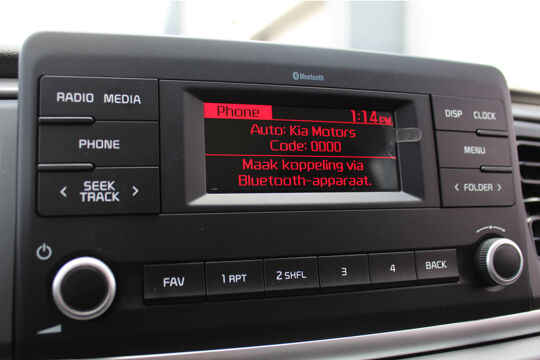 Bluetooth
RADIO MEDIA
PHONE
SEEK
TRACK
Phone 1:14 PM
Auto: Kia Motors
Code: 0000
Maak koppeling via
Bluetooth-apparaat.
DISP CLOCK
MENU
FOLDER
FAV 1 RPT 2 SHFL 3 4 BACK